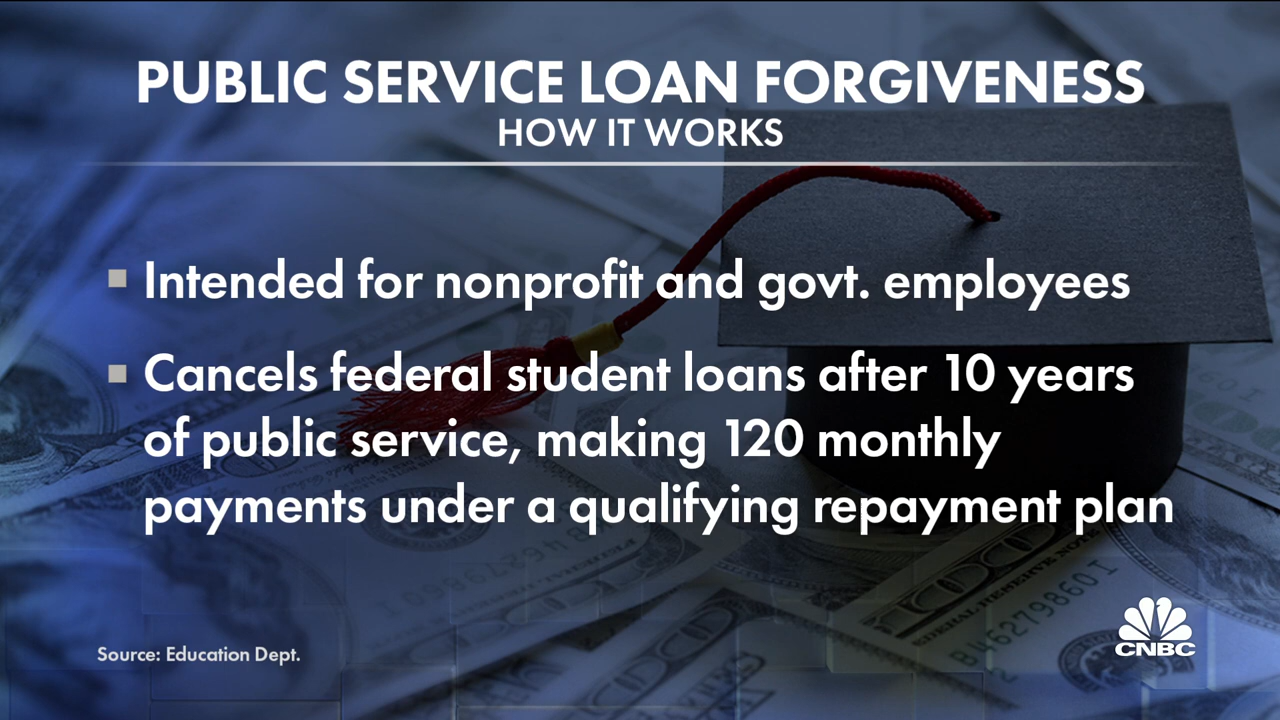 PUBLIC SERVICE LOAN FORGIVENESS
HOW IT WORKS
Intended for nonprofit and govt. employees
Cancels federal student loans after 10 years
of public service, making 120 monthly
payments under a qualifying repayment plan
Source: Education Dept.
CNBC